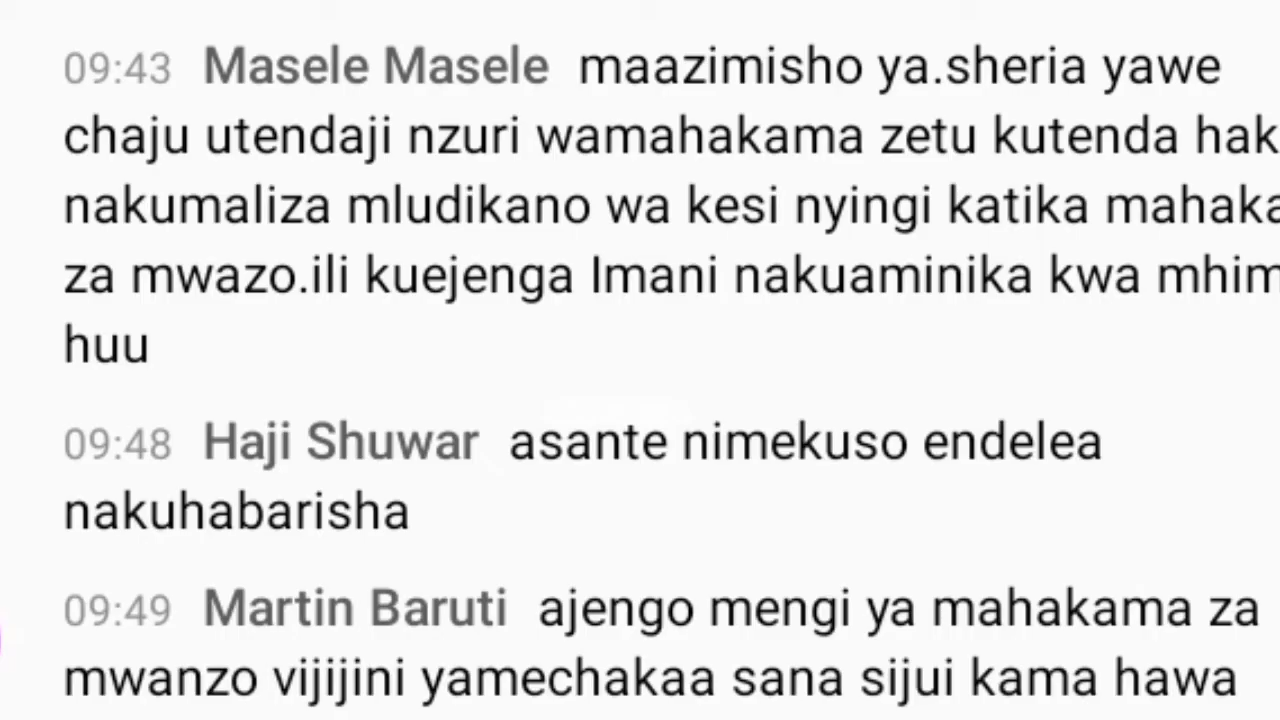 09:43 Masele Masele maazimisho ya.sheria yawe
chaju utendaji nzuri wamahakama zetu kutenda hak
nakumaliza mludikano wa kesi nyingi katika mahaka
za mwazo.ili kuejenga Imani nakuaminika kwa mhim
huu
09:48 Haji Shuwar asante nimekuso endelea
nakuhabarisha
09:49 Martin Baruti ajengo mengi ya mahakama za
mwanzo vijijini yamechakaa sana sijui kama hawa